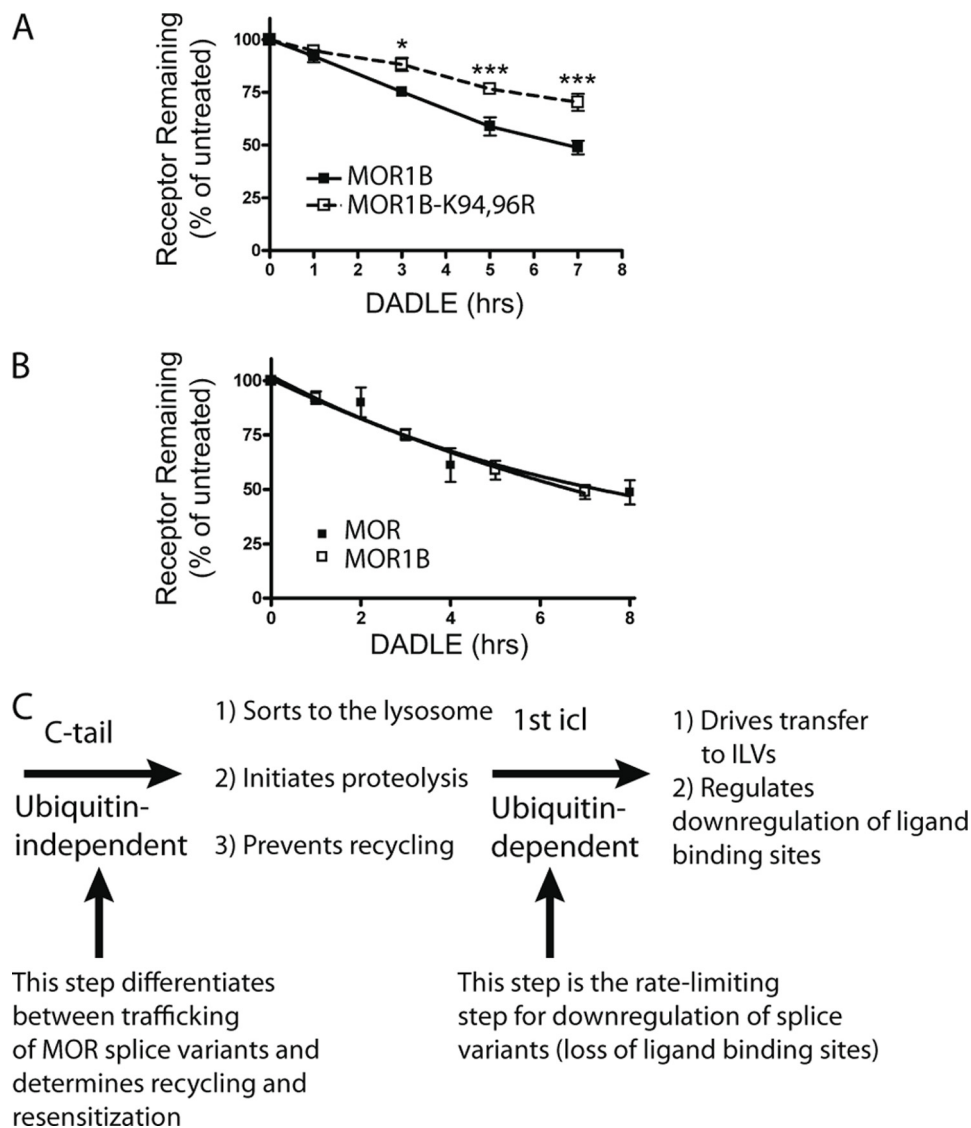 A
Receptor Remaining
(% of untreated)
100
75
50
25
0
*
***
***
MOR1B
MOR1B-K94,96R
0 1 2 3 4 5 6 7 8
DADLE (hrs)
B
Receptor Remaining
(% of untreated)
100
75
50
25
0
MOR
MOR1B
0 2 4 6 8
DADLE (hrs)
C
C-tail
Ubiquitin-
independent
1) Sorts to the lysosome
2) Initiates proteolysis
3) Prevents recycling
1st icl
Ubiquitin-
dependent
1) Drives transfer
to ILVs
2) Regulates
downregulation of ligand
binding sites
This step differentiates
between trafficking
of MOR splice variants and
determines recycling and
resensitization
This step is the rate-limiting
step for downregulation of splice
variants (loss of ligand binding sites)